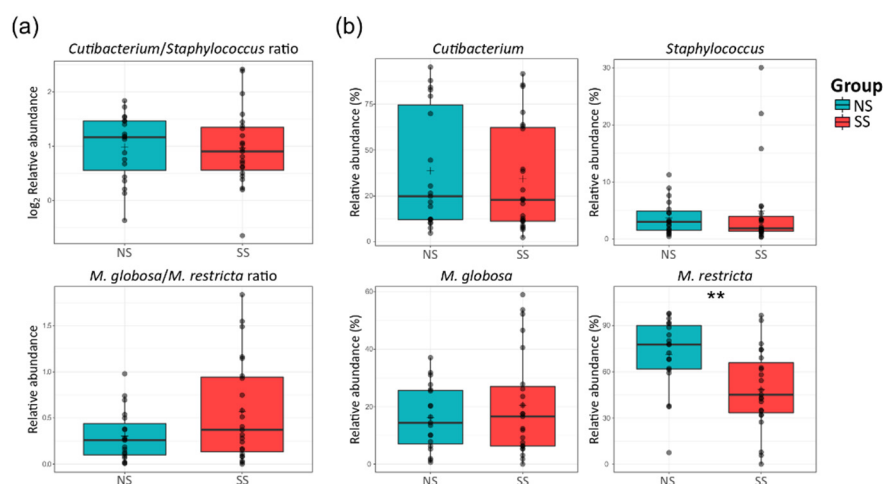 (a)
Cutibacterium/Staphylococcus ratio
log₂ Relative abundance
2
1
0
NS
SS
M. globosa/M. restricta ratio
Relative abundance
1.5
1.0
0.5
0.0
NS
SS
(b)
Cutibacterium
Relative abundance (%)
75
50
25
0
NS
SS
Staphylococcus
Relative abundance (%)
30
20
10
0
NS
SS
M. globosa
Relative abundance (%)
60
40
20
0
NS
SS
M. restricta
**
Relative abundance (%)
90
60
30
0
NS
SS
Group
NS
SS